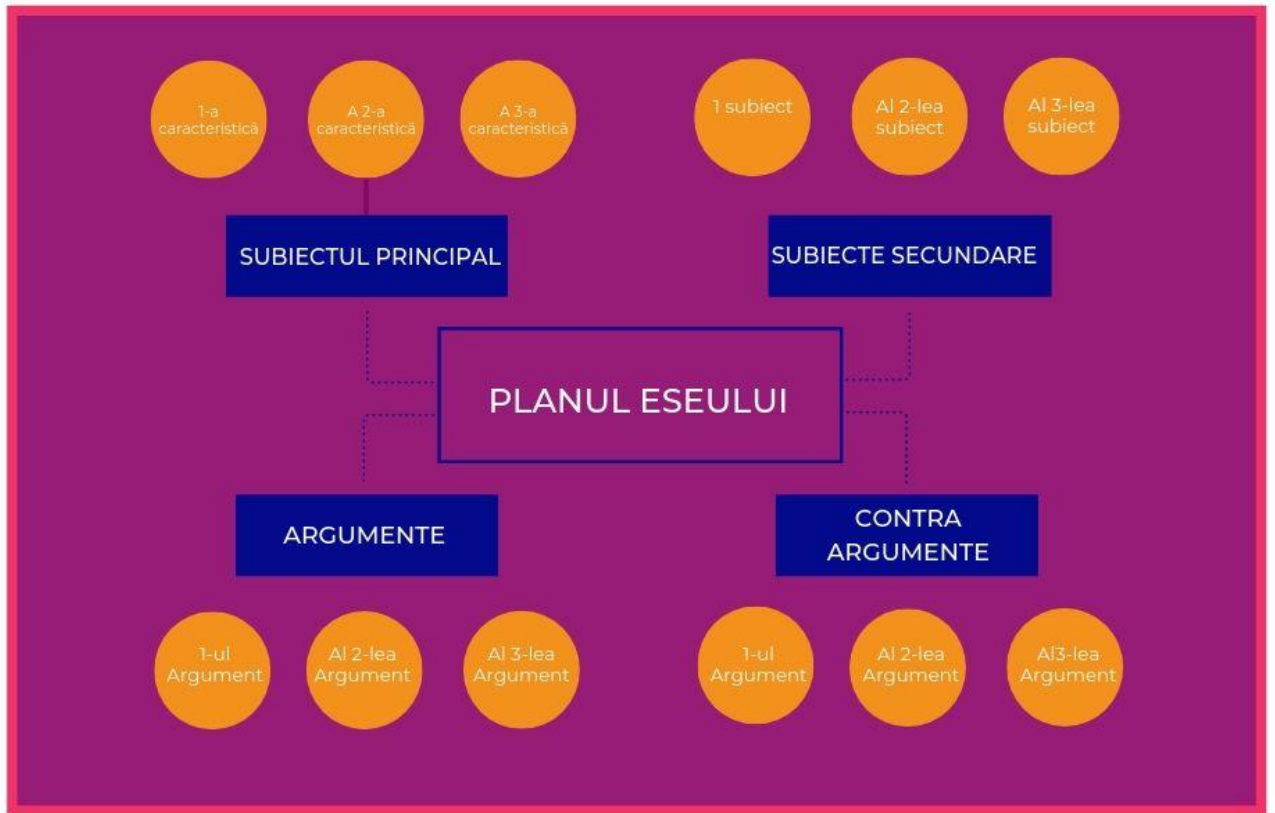 1-a
caracteristică
A 2-a
caracteristică
A 3-a
caracteristică
1 subiect
Al 2-lea
subiect
Al 3-lea
subiect
SUBIECTUL PRINCIPAL
SUBIECTE SECUNDARE
PLANUL ESEULUI
ARGUMENTE
CONTRA
ARGUMENTE
1-ul
Argument
Al 2-lea
Argument
Al 3-lea
Argument
1-ul
Argument
Al 2-lea
Argument
Al3-lea
Argument